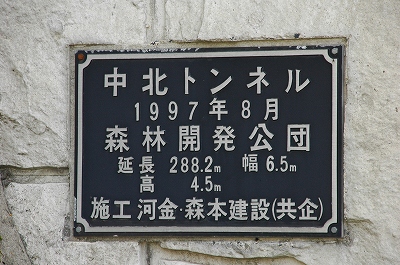 中北トンネル
1997年8月
森林開発公団
延長 288.2m 幅 6.5m
高 4.5m
施工 河金・森本建設(共企)